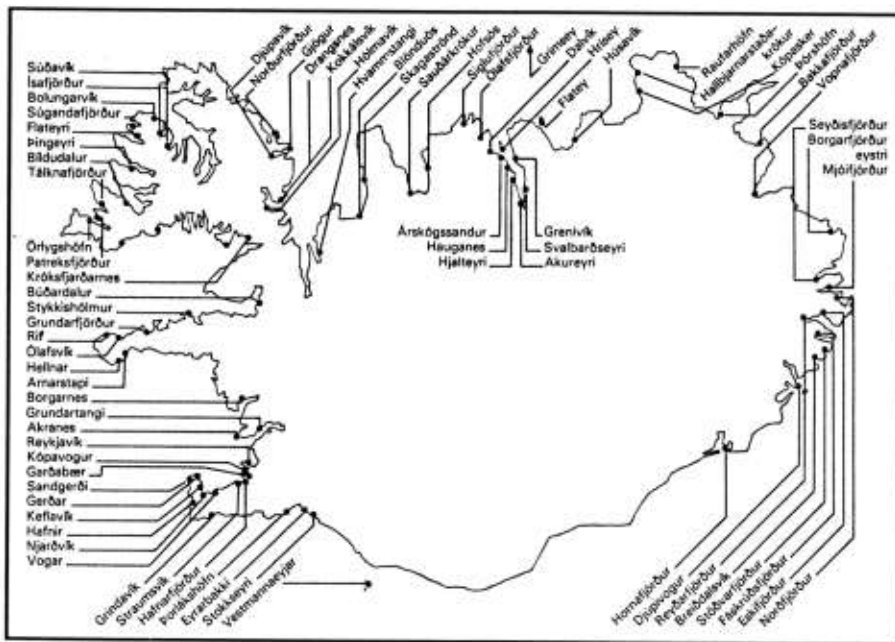 Súðavík
Ísafjörður
Bolungarvík
Súgandafjörður
Flateyri
Þingeyri
Bíldudalur
Tálknafjörður
Örlygshöfn
Patreksfjörður
Króksfjarðarnes
Búðardalur
Stykkishólmur
Grundarfjörður
Rif
Ólafsvík
Hellnar
Arnarstapi
Borgarnes
Grundartangi
Akranes
Reykjavík
Kópavogur
Garðabær
Sandgerði
Gerðar
Keflavík
Hafnir
Njarðvík
Vogar
Grindavík
Straumsvík
Hafnarfjörður
Þorlákshöfn
Eyrarbakki
Stokkseyri
Vestmannaeyjar
Djúpavík
Norðurfjörður
Gjögur
Drangsnes
Kokkálsvík
Hólmavík
Hvammstangi
Blönduós
Skagaströnd
Sauðárkrókur
Hofsós
Siglufjörður
Ólafsfjörður
Grímsey
Dalvík
Hrísey
Flatey
Húsavík
Árskógssandur
Hauganes
Hjalteyri
Grenivík
Svalbarðseyri
Akureyri
Raufarhöfn
Hallbjarnarstaða-
krókur
Kópasker
Þórshöfn
Bakkafjörður
Vopnafjörður
Seyðisfjörður
Borgarfjörður
eystri
Mjóifjörður
Hornafjörður
Djúpivogur
Reyðarfjörður
Breiðdalsvík
Stöðvarfjörður
Fáskrúðsfjörður
Eskifjörður
Norðfjörður